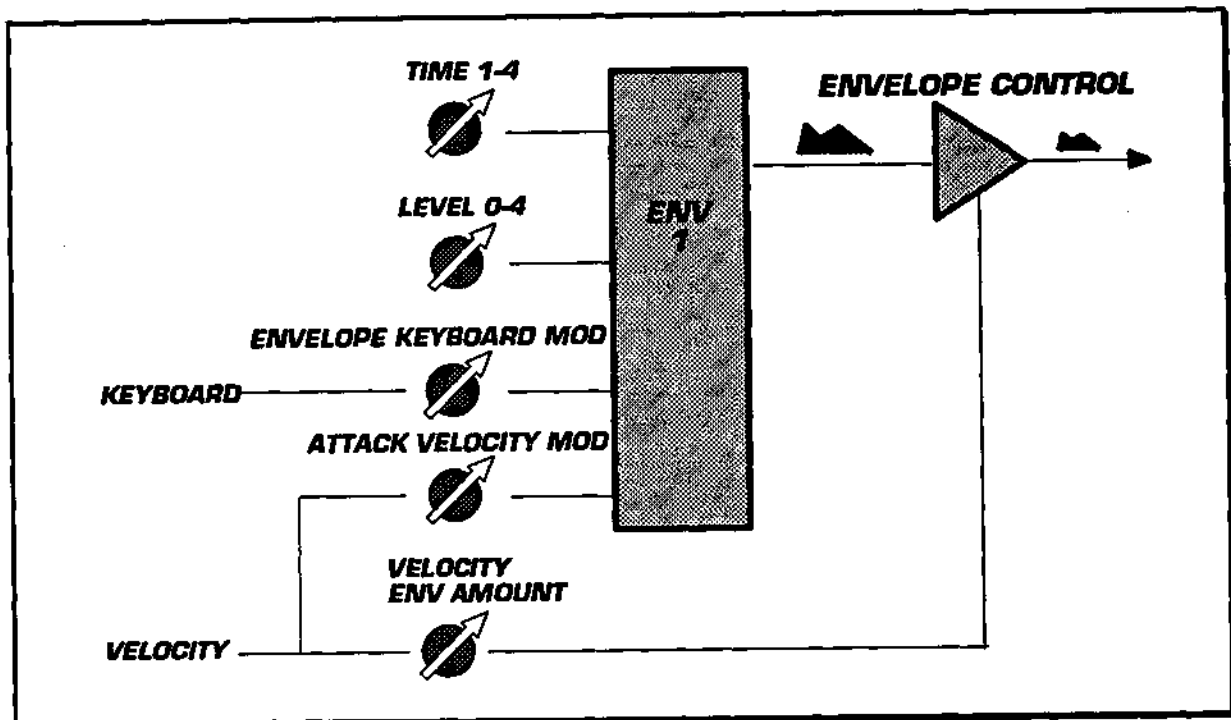 TIME 1-4
ENVELOPE CONTROL
LEVEL 0-4
ENV
1
ENVELOPE KEYBOARD MOD
KEYBOARD
ATTACK VELOCITY MOD
VELOCITY
ENV AMOUNT
VELOCITY